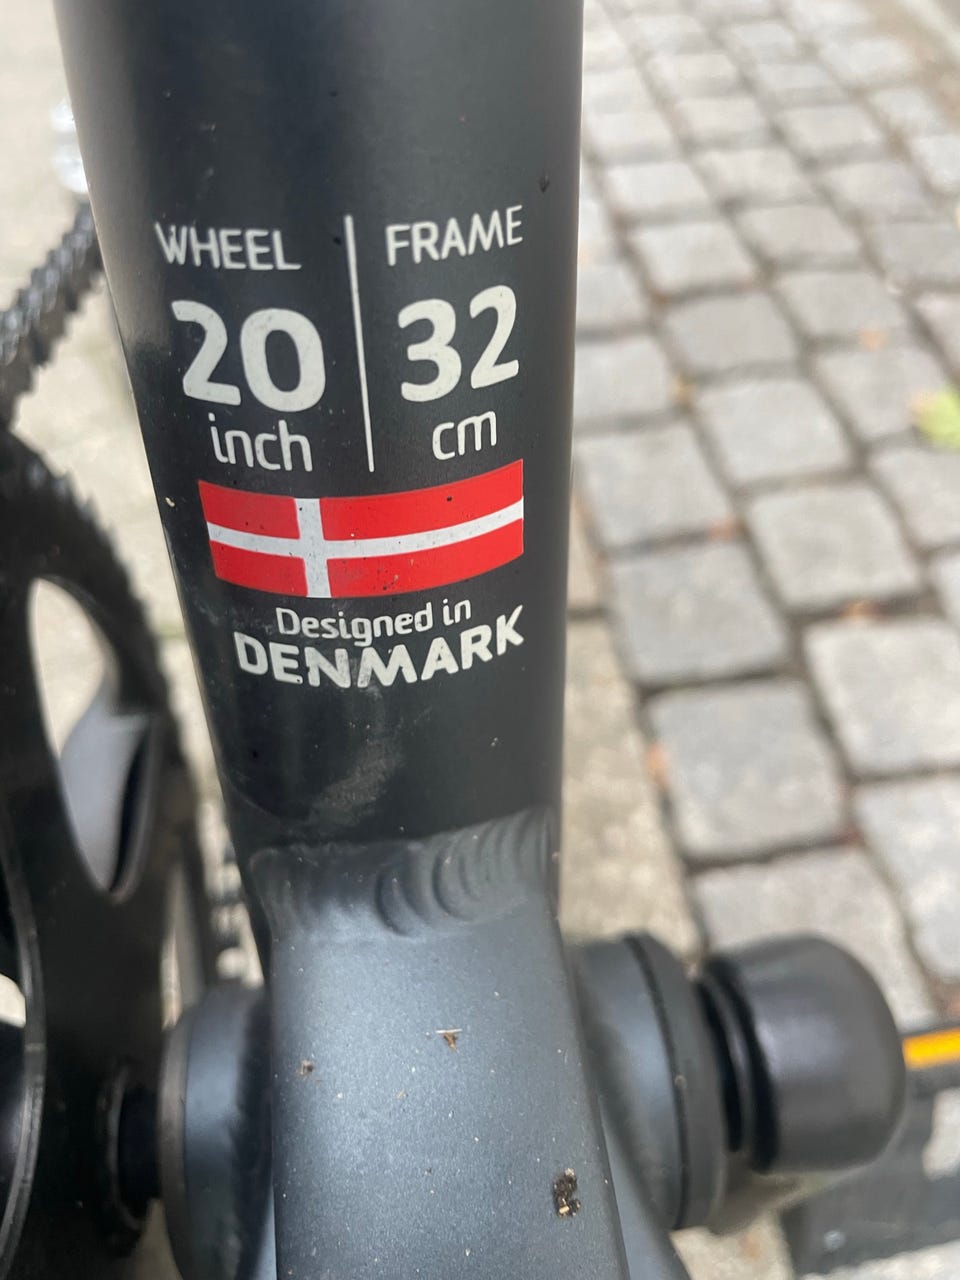 WHEEL | FRAME
20 | 32
inch | cm
Designed in
DENMARK